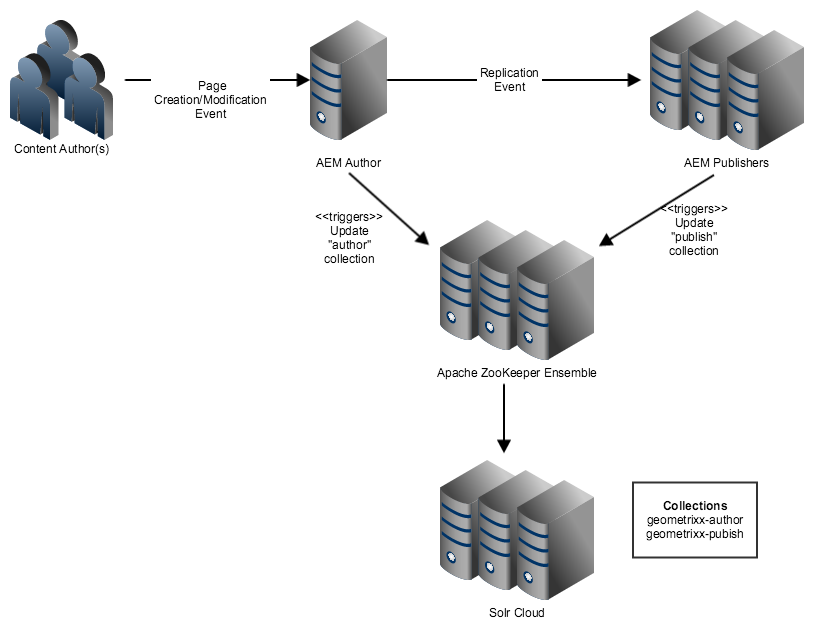 Page
Creation/Modification
Event
Replication
Event
Content Author(s)
AEM Author
AEM Publishers
<<triggers>>
Update
"author"
collection
<<triggers>>
Update
"publish"
collection
Apache ZooKeeper Ensemble
Collections
geometrixx-author
geometrixx-pubish
Solr Cloud